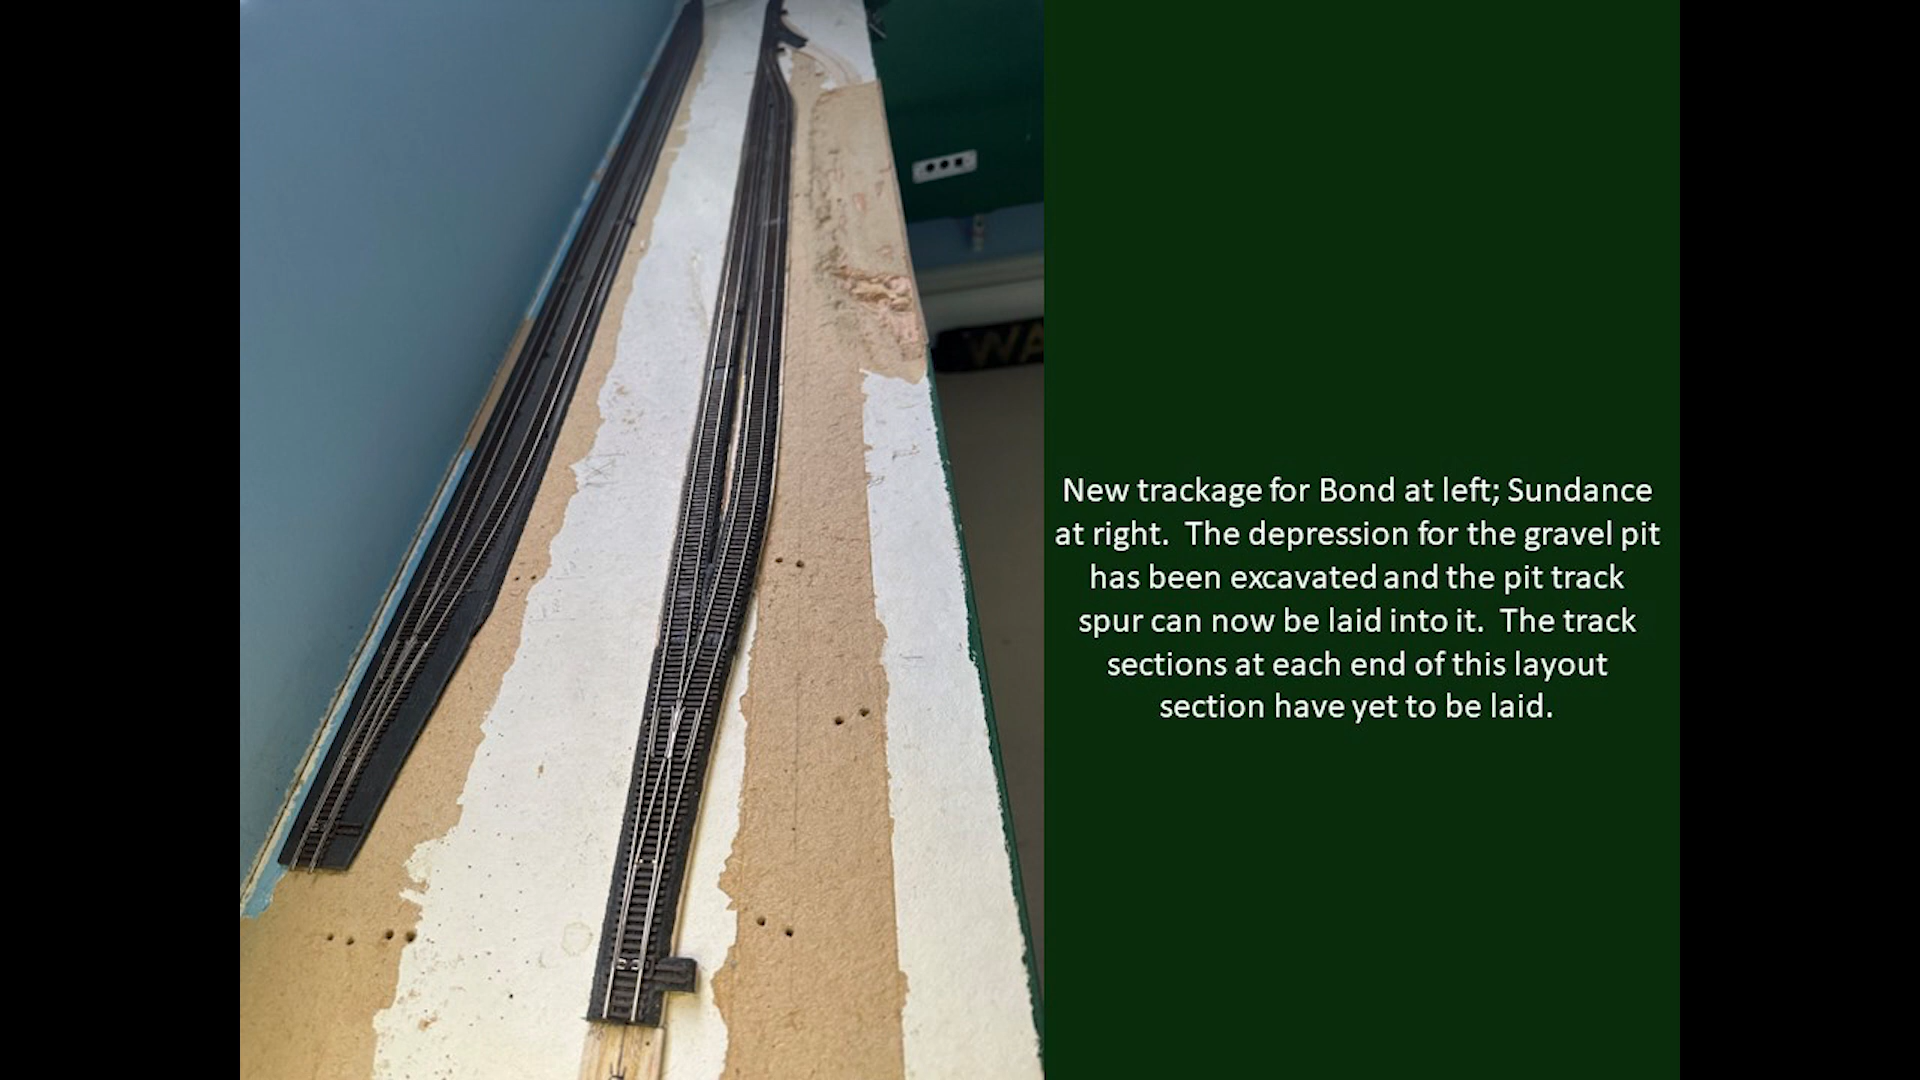 WA
New trackage for Bond at left; Sundance
at right. The depression for the gravel pit
has been excavated and the pit track
spur can now be laid into it. The track
sections at each end of this layout
section have yet to be laid.